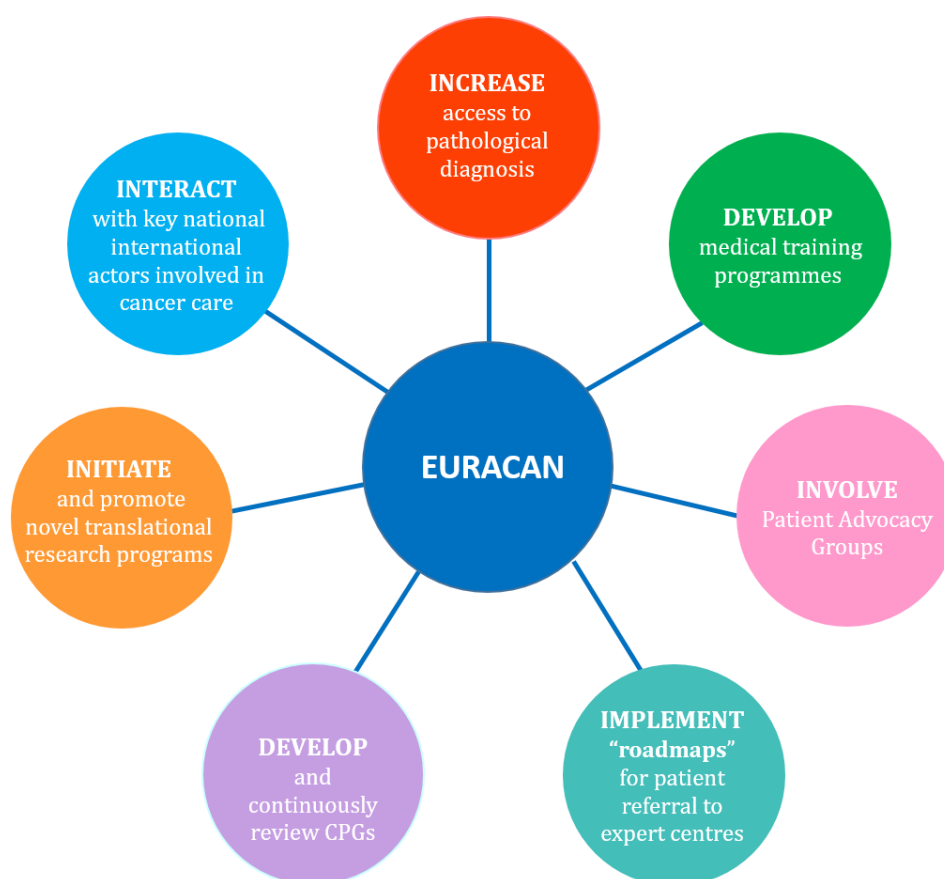 INCREASE
access to
pathological
diagnosis
DEVELOP
medical training
programmes
INVOLVE
Patient Advocacy
Groups
IMPLEMENT
“roadmaps”
for patient
referral to
expert centres
DEVELOP
and
continuously
review CPGs
INITIATE
and promote
novel translational
research programs
INTERACT
with key national
international
actors involved in
cancer care
EURACAN